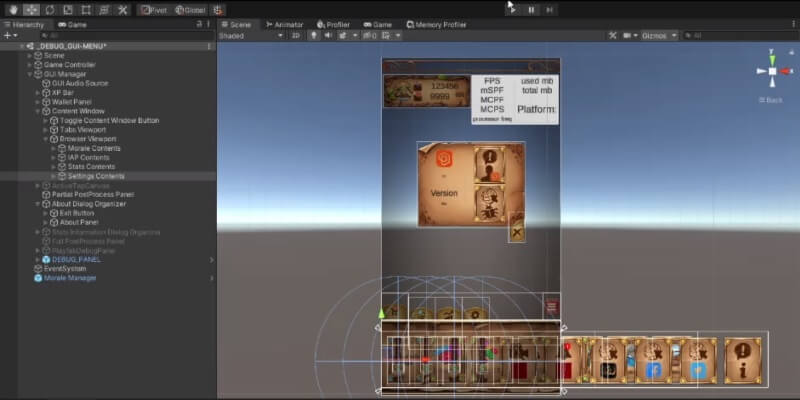 Pivot Global
Hierarchy Game
All
_DEBUG_GUI-MENU*
Scene
Game Controller
GUI Manager
GUI Audio Source
XP Bar
Wallet Panel
Content Window
Toggle Content Window Button
Tabs Viewport
Browser Viewport
Morale Contents
IAP Contents
Stats Contents
Settings Contents
ActiveTapCanvas
Partial PostProcess Panel
About Dialog Organizer
Exit Button
About Panel
Stats Information Dialog Organize
Full PostProcess Panel
PlayfabDebugPanel
DEBUG_PANEL
EventSystem
Morale Manager
Scene Animator Profiler Game Memory Profiler
Shaded 2D Gizmos All
y
x
Back
123456
9999
FPS used mb
mSPF total mb
MCPF
MCPS Platform:
processor freq
Version